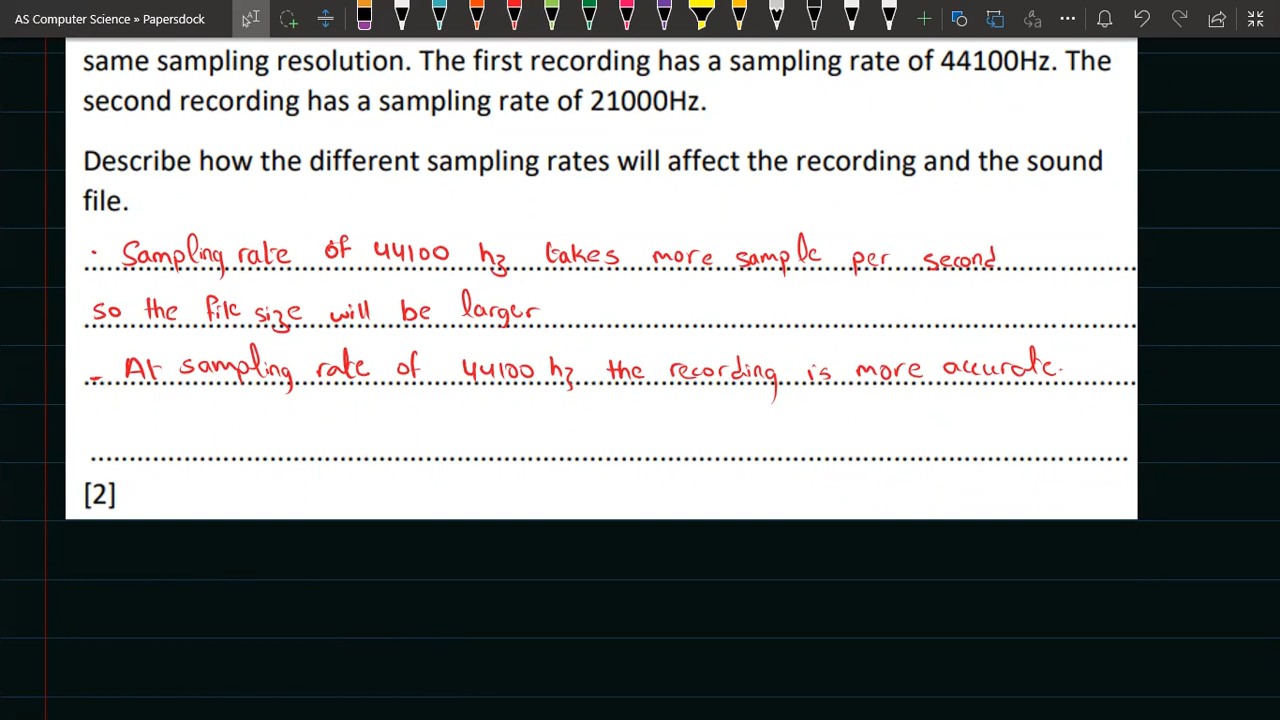 AS Computer Science » Papersdock
same sampling resolution. The first recording has a sampling rate of 44100Hz. The
second recording has a sampling rate of 21000Hz.
Describe how the different sampling rates will affect the recording and the sound
file.
· Sampling rate of 44100 hz takes more sample per second
so the file size will be larger
- At sampling rate of 44100 hz the recording is more accurate.
[2]